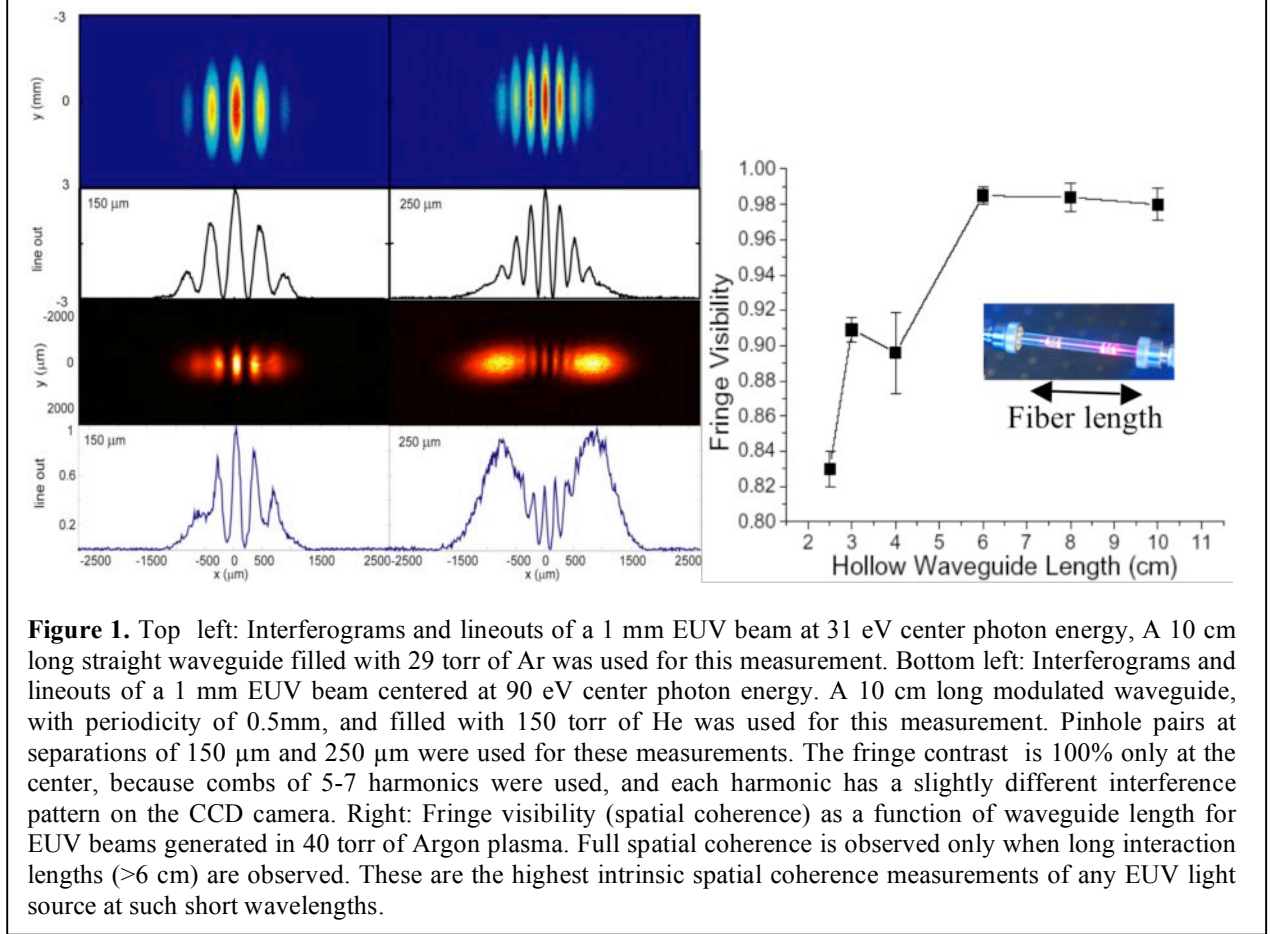 -3
y (mm)
0
3
150 µm
250 µm
line out
-3
-2000
y (µm)
0
2000
150 µm
250 µm
1
line out
0.6
0.2
-2500 -1500 -500 0 500 1500 2500 -2500 -1500 -500 0 500 1500 2500
x (µm) x (µm)
1.00
0.98
0.96
0.94
0.92
0.90
0.88
0.86
0.84
0.82
0.80
Fringe Visibility
Fiber length
2 3 4 5 6 7 8 9 10 11
Hollow Waveguide Length (cm)
Figure 1. Top left: Interferograms and lineouts of a 1 mm EUV beam at 31 eV center photon energy, A 10 cm
long straight waveguide filled with 29 torr of Ar was used for this measurement. Bottom left: Interferograms and
lineouts of a 1 mm EUV beam centered at 90 eV center photon energy. A 10 cm long modulated waveguide,
with periodicity of 0.5mm, and filled with 150 torr of He was used for this measurement. Pinhole pairs at
separations of 150 µm and 250 µm were used for these measurements. The fringe contrast is 100% only at the
center, because combs of 5-7 harmonics were used, and each harmonic has a slightly different interference
pattern on the CCD camera. Right: Fringe visibility (spatial coherence) as a function of waveguide length for
EUV beams generated in 40 torr of Argon plasma. Full spatial coherence is observed only when long interaction
lengths (>6 cm) are observed. These are the highest intrinsic spatial coherence measurements of any EUV light
source at such short wavelengths.